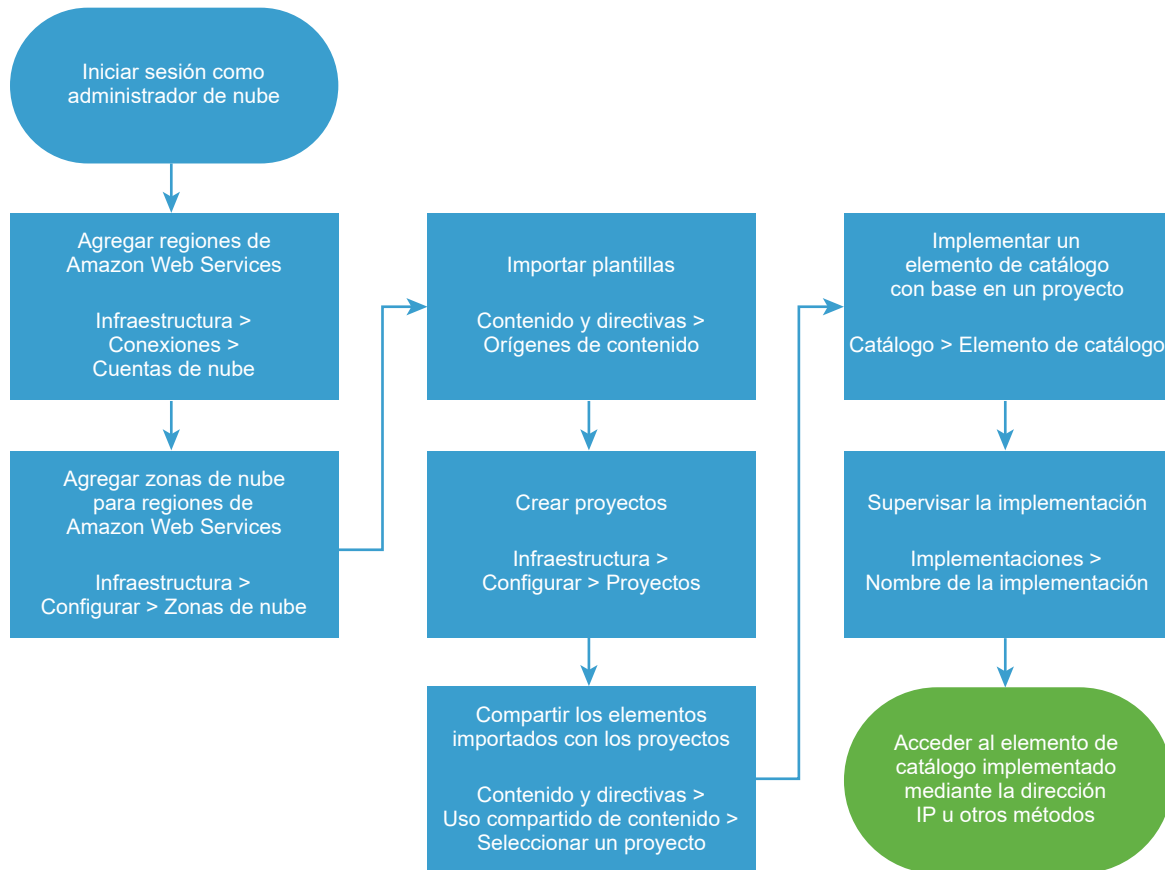 Iniciar sesión como
administrador de nube
Agregar regiones de
Amazon Web Services
Infraestructura >
Conexiones >
Cuentas de nube
Agregar zonas de nube
para regiones de
Amazon Web Services
Infraestructura >
Configurar > Zonas de nube
Importar plantillas
Contenido y directivas >
Orígenes de contenido
Crear proyectos
Infraestructura >
Configurar > Proyectos
Compartir los elementos
importados con los proyectos
Contenido y directivas >
Uso compartido de contenido >
Seleccionar un proyecto
Implementar un
elemento de catálogo
con base en un proyecto
Catálogo > Elemento de catálogo
Supervisar la implementación
Implementaciones >
Nombre de la implementación
Acceder al elemento de
catálogo implementado
mediante la dirección
IP u otros métodos